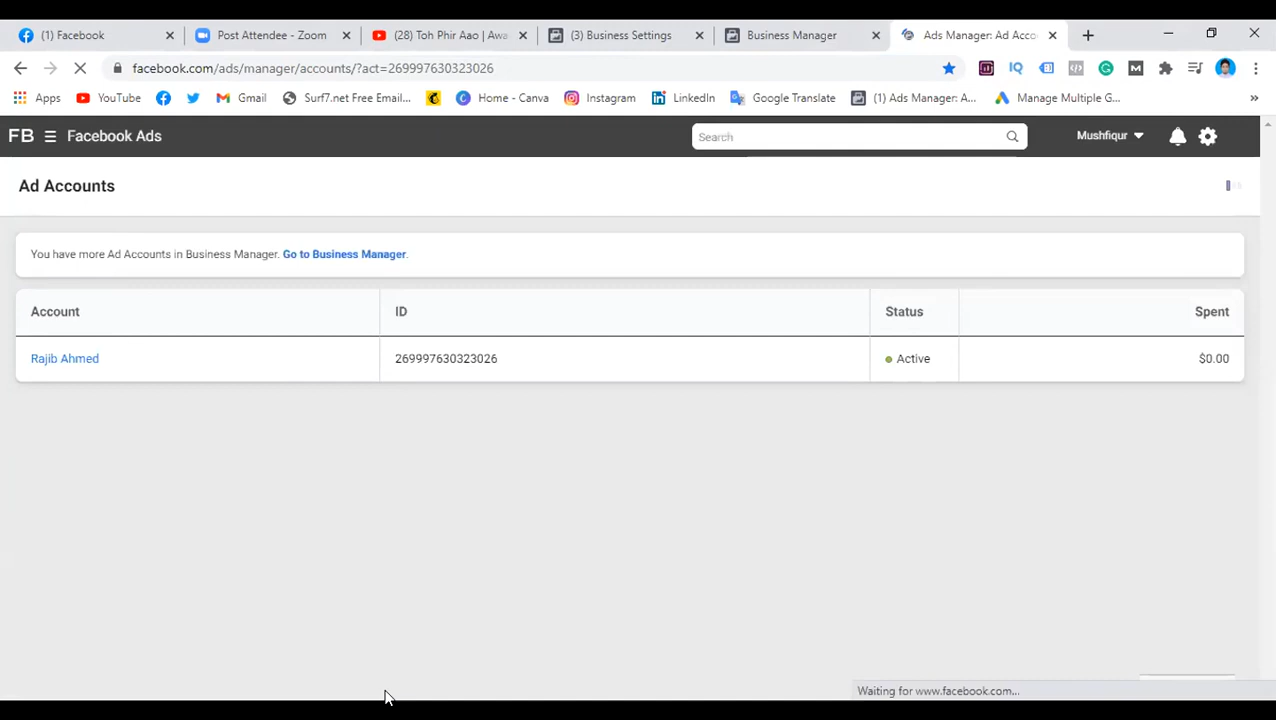 (1) Facebook
Post Attendee - Zoom
(28) Toh Phir Aao | Awa
(3) Business Settings
Business Manager
Ads Manager: Ad Acco
facebook.com/ads/manager/accounts/?act=269997630323026
Apps
YouTube
Gmail
Surf7.net Free Email...
Home - Canva
Instagram
LinkedIn
Google Translate
(1) Ads Manager: A...
Manage Multiple G...
FB
Facebook Ads
Search
Mushfiqur
Ad Accounts
You have more Ad Accounts in Business Manager. Go to Business Manager.
Account
ID
Status
Spent
Rajib Ahmed
269997630323026
Active
$0.00
Waiting for www.facebook.com...